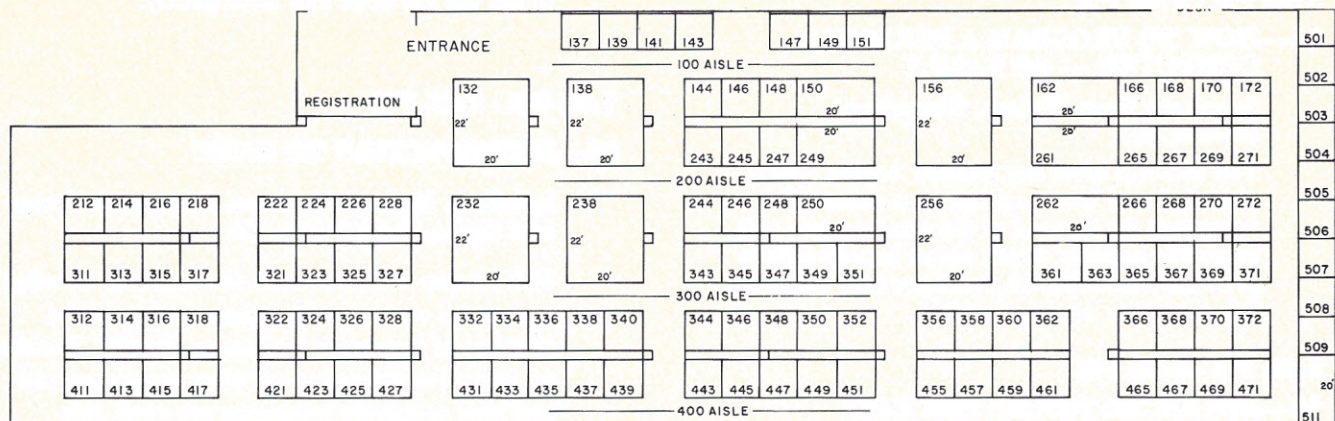 DESK
137 139 141 143 147 149 151 501
ENTRANCE
100 AISLE
132 138 144 146 148 150 156 162 166 168 170 172 502
REGISTRATION
20' 20'
22' 22' 22' 503
20' 20'
20' 20' 243 245 247 249 20' 261 265 267 269 271 504
200 AISLE
212 214 216 218 222 224 226 228 232 238 244 246 248 250 256 262 266 268 270 272 505
20' 20'
22' 22' 22' 506
311 313 315 317 321 323 325 327 20' 20' 343 345 347 349 351 20' 361 363 365 367 369 371 507
300 AISLE
312 314 316 318 322 324 326 328 332 334 336 338 340 344 346 348 350 352 356 358 360 362 366 368 370 372 508
509
411 413 415 417 421 423 425 427 431 433 435 437 439 443 445 447 449 451 455 457 459 461 465 467 469 471 20'
400 AISLE
511